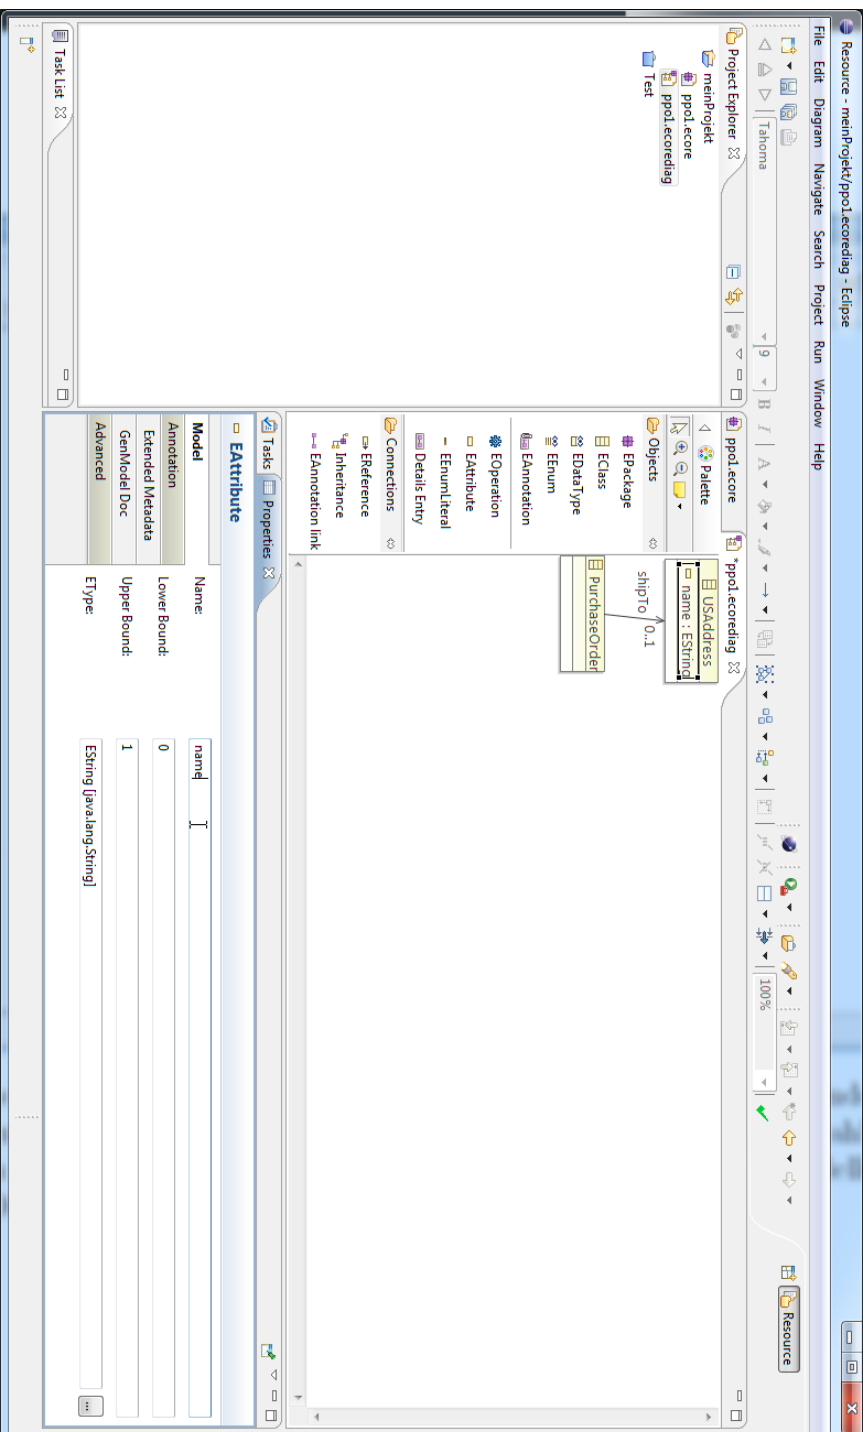 Resource - meinProjekt/ppo1.ecorediag - Eclipse
File Edit Diagram Navigate Search Project Run Window Help
Tahoma 9 B I A 100%
Resource
Project Explorer
meinProjekt
ppo1.ecore
ppo1.ecorediag
Test
Task List
ppo1.ecore
*ppo1.ecorediag
Palette
Objects
EPackage
EClass
EDataType
EEnum
EAnnotation
EOperation
EAttribute
EEnumLiteral
Details Entry
Connections
EReference
Inheritance
EAnnotation link
USAddress
name : EString
shipTo 0..1
PurchaseOrder
Tasks
Properties
EAttribute
Model
Annotation
Extended Metadata
GenModel Doc
Advanced
Name: name
Lower Bound: 0
Upper Bound: 1
EType: EString [java.lang.String]
...